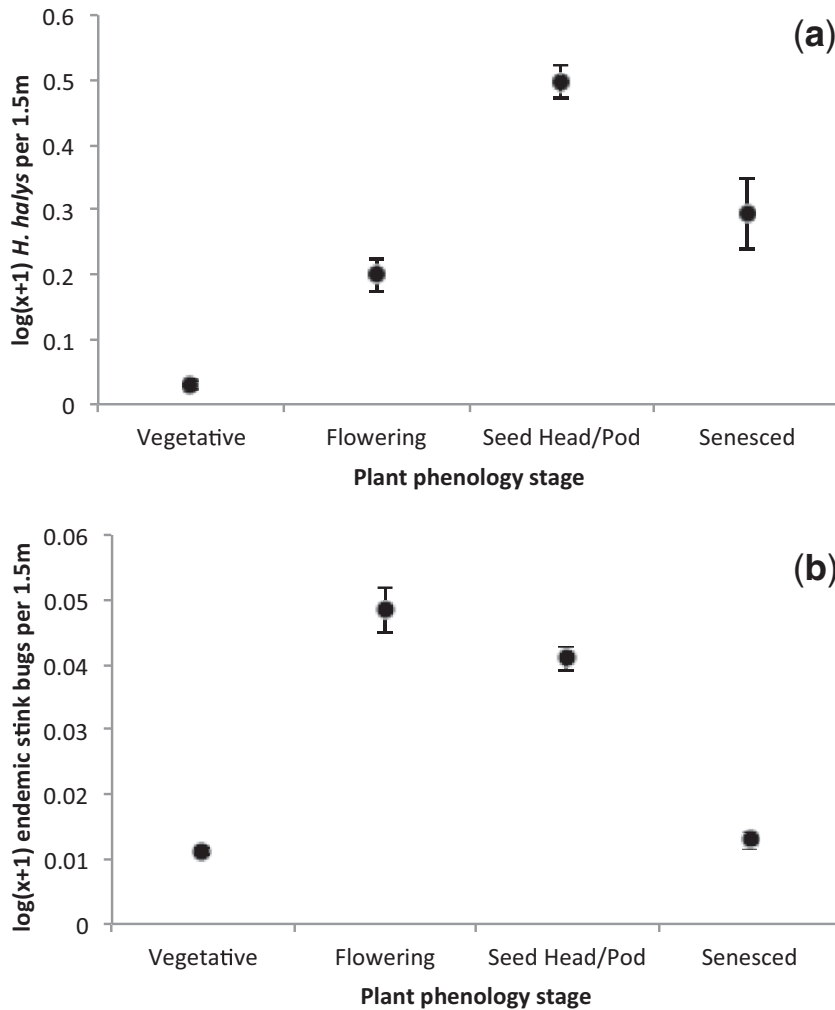 (a)
log(x+1) H. halys per 1.5m
0.6
0.5
0.4
0.3
0.2
0.1
0
Vegetative Flowering Seed Head/Pod Senesced
Plant phenology stage
(b)
log(x+1) endemic stink bugs per 1.5m
0.06
0.05
0.04
0.03
0.02
0.01
0
Vegetative Flowering Seed Head/Pod Senesced
Plant phenology stage